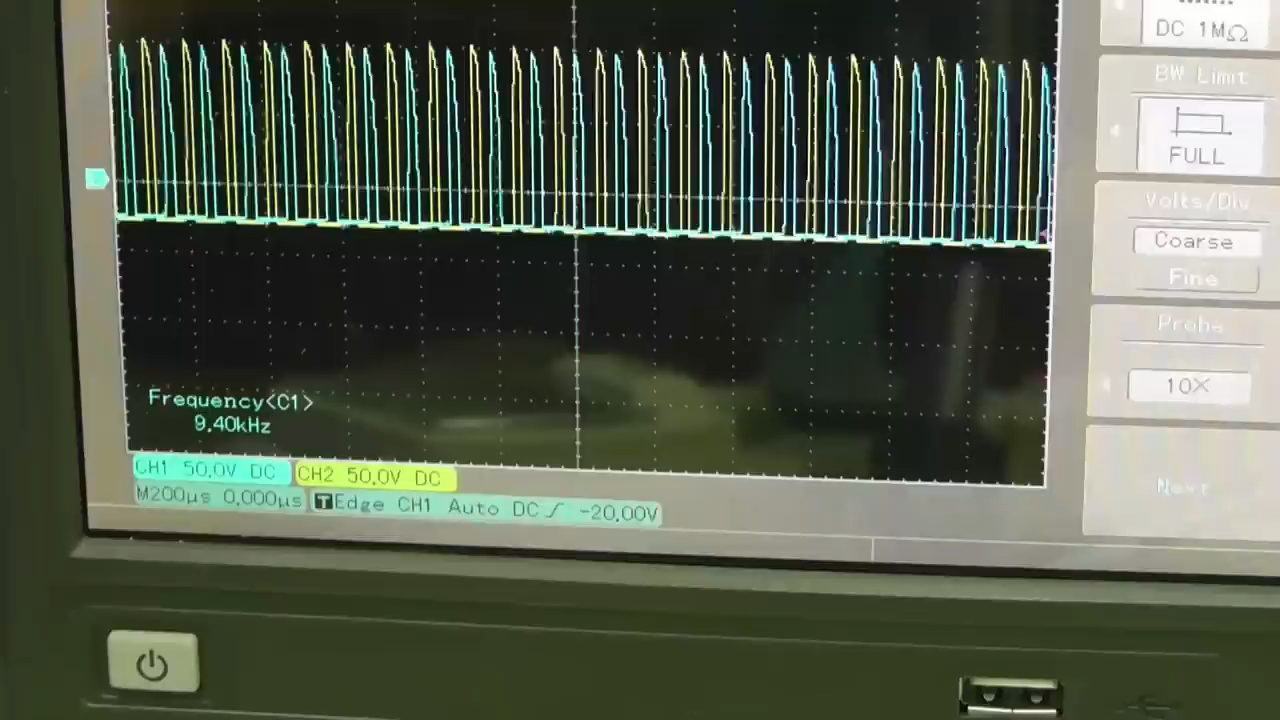 DC 1MΩ
BW Limit
FULL
Volts/Div
Coarse
Fine
Probe
10X
Next
Frequency<C1>
9.40kHz
CH1 50.0V DC CH2 50.0V DC
M200µs 0.000µs T Edge CH1 Auto DC -20.00V